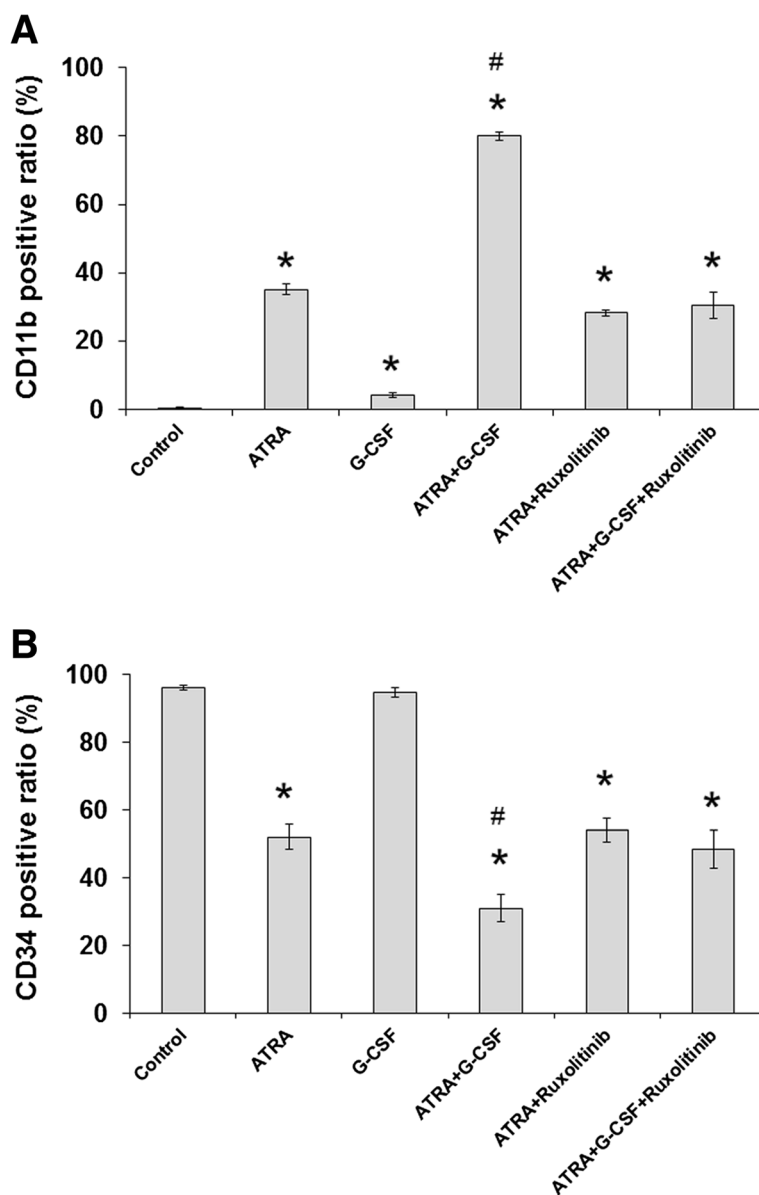 A
CD11b positive ratio (%)
100
80
60
40
20
0
*
*
#
*
*
*
Control
ATRA
G-CSF
ATRA+G-CSF
ATRA+Ruxolitinib
ATRA+G-CSF+Ruxolitinib
B
CD34 positive ratio (%)
100
80
60
40
20
0
*
#
*
*
*
Control
ATRA
G-CSF
ATRA+G-CSF
ATRA+Ruxolitinib
ATRA+G-CSF+Ruxolitinib